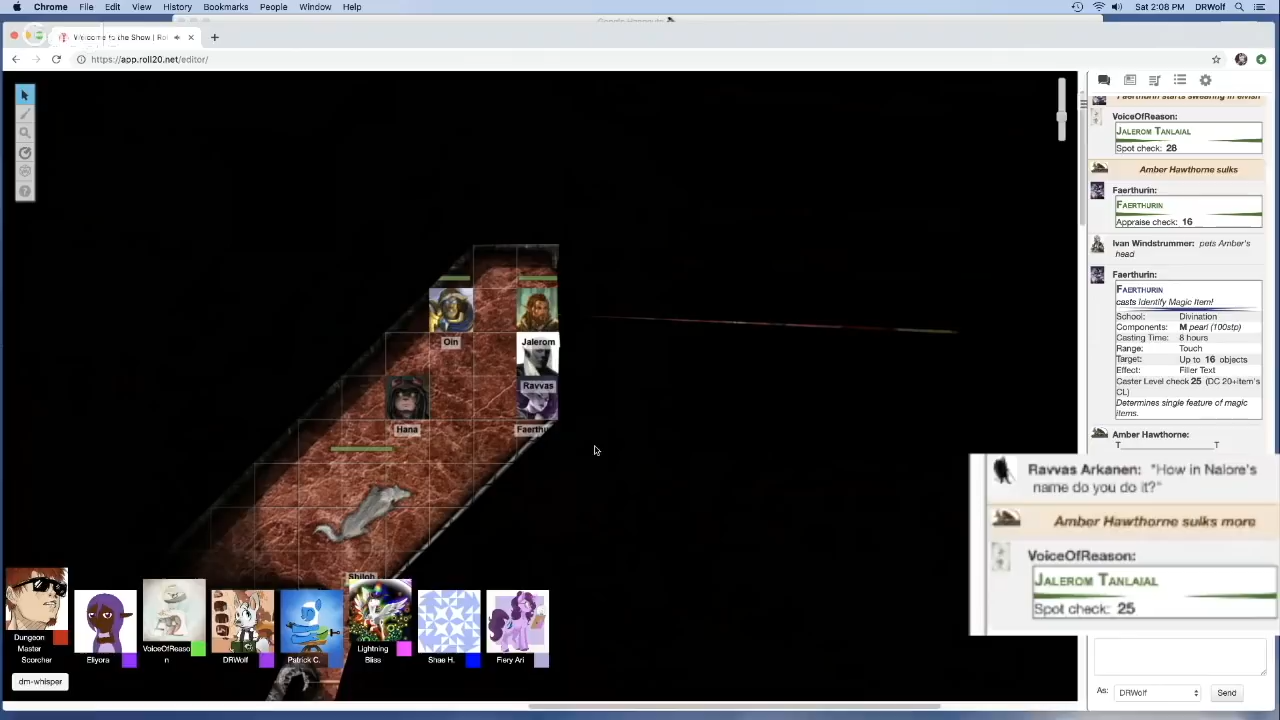 Chrome File Edit View History Bookmarks People Window Help Sat 2:08 PM DRWolf
Welcome to the Show | Rol
https://app.roll20.net/editor/
Faerthurin starts swearing in elvish
VoiceOfReason:
JALEROM TANLAIAL
Spot check: 28
Amber Hawthorne sulks
Faerthurin:
FAERTHURIN
Appraise check: 16
Ivan Windstrummer: pets Amber's
head
Faerthurin:
FAERTHURIN
casts Identify Magic Item!
School: Divination
Components: M pearl (100stp)
Casting Time: 8 hours
Range: Touch
Target: Up to 16 objects
Effect: Filler Text
Caster Level check 25 (DC 20+item's
CL)
Determines single feature of magic
items.
Amber Hawthorne:
T____________________T
Ravvas Arkanen: "How in Nalore's
name do you do it?"
Amber Hawthorne sulks more
VoiceOfReason:
JALEROM TANLAIAL
Spot check: 25
As: DRWolf Send
Oin
Jalerom
Ravvas
Hana
Faerthu
Shiloh
Dungeon
Master
Scorcher
Ellyora
VoiceOfReaso
n
DRWolf
Patrick C.
Lightning
Bliss
Shae H.
Fiery Ari
dm-whisper